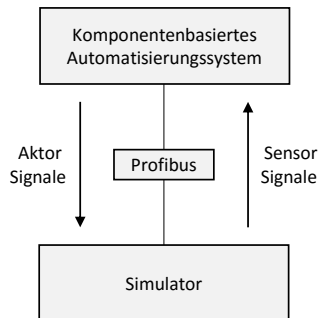 Komponentenbasiertes
Automatisierungssystem
Aktor
Signale
Profibus
Sensor
Signale
Simulator